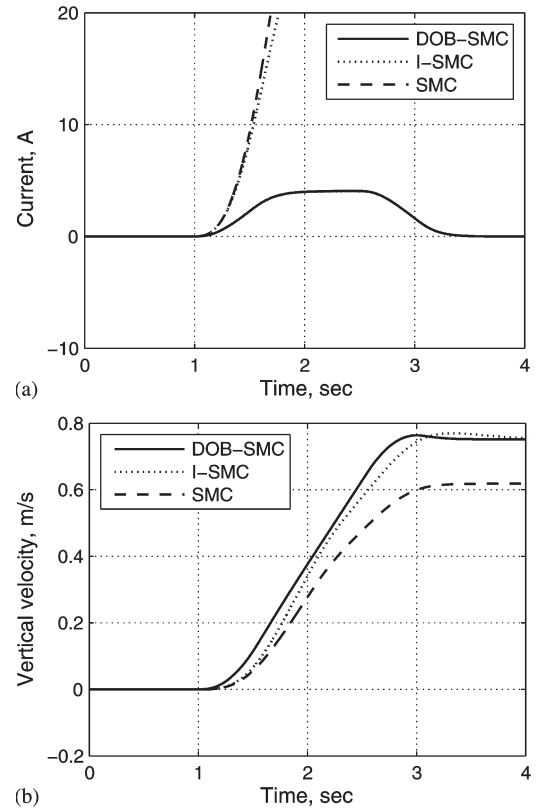 20
10
0
−10
Current, A
DOB−SMC
I−SMC
SMC
0 1 2 3 4
Time, sec
(a)
0.8
0.6
0.4
0.2
0
−0.2
Vertical velocity, m/s
DOB−SMC
I−SMC
SMC
0 1 2 3 4
Time, sec
(b)